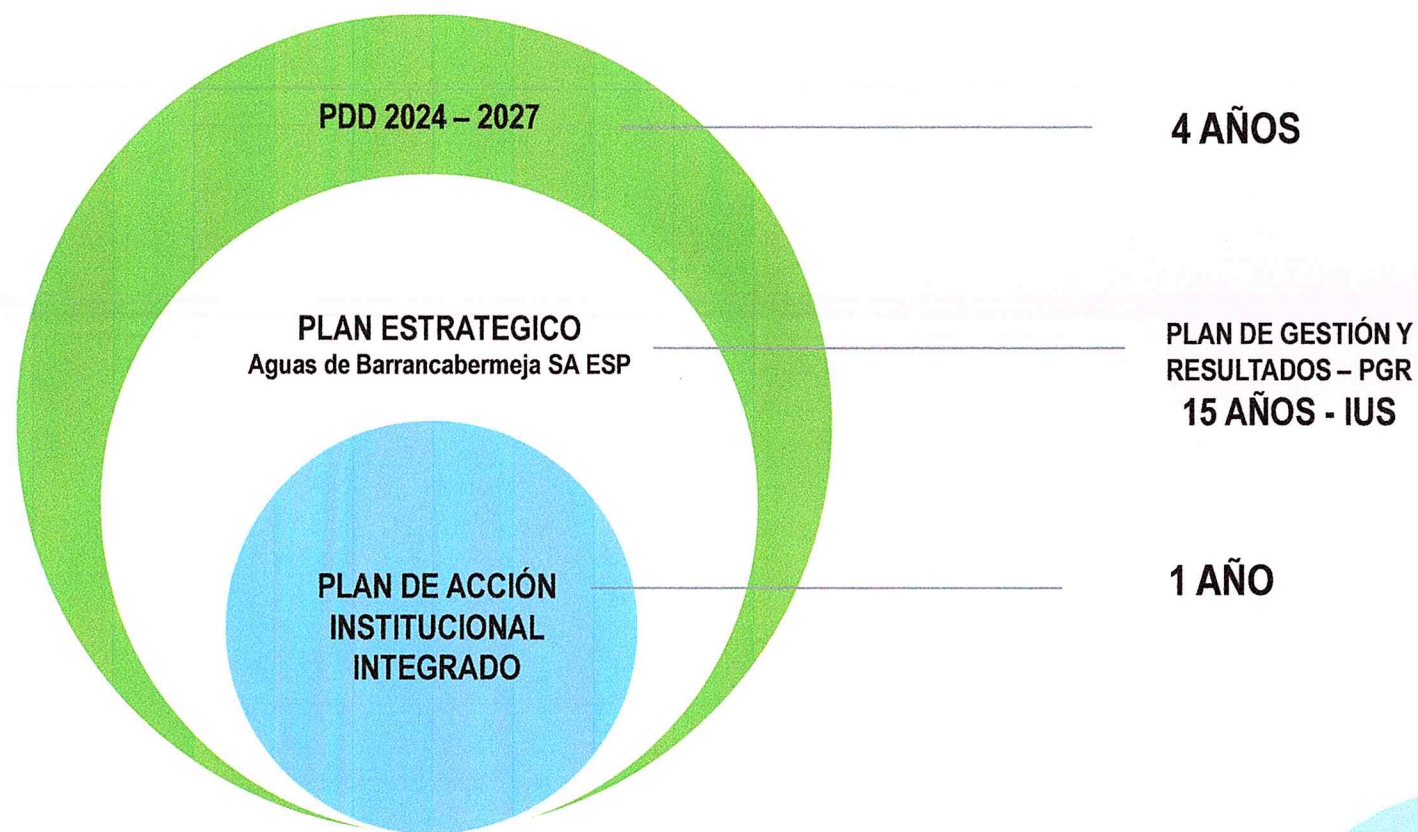 PDD 2024 – 2027
4 AÑOS
PLAN ESTRATEGICO
Aguas de Barrancabermeja SA ESP
PLAN DE GESTIÓN Y
RESULTADOS – PGR
15 AÑOS - IUS
PLAN DE ACCIÓN
INSTITUCIONAL
INTEGRADO
1 AÑO